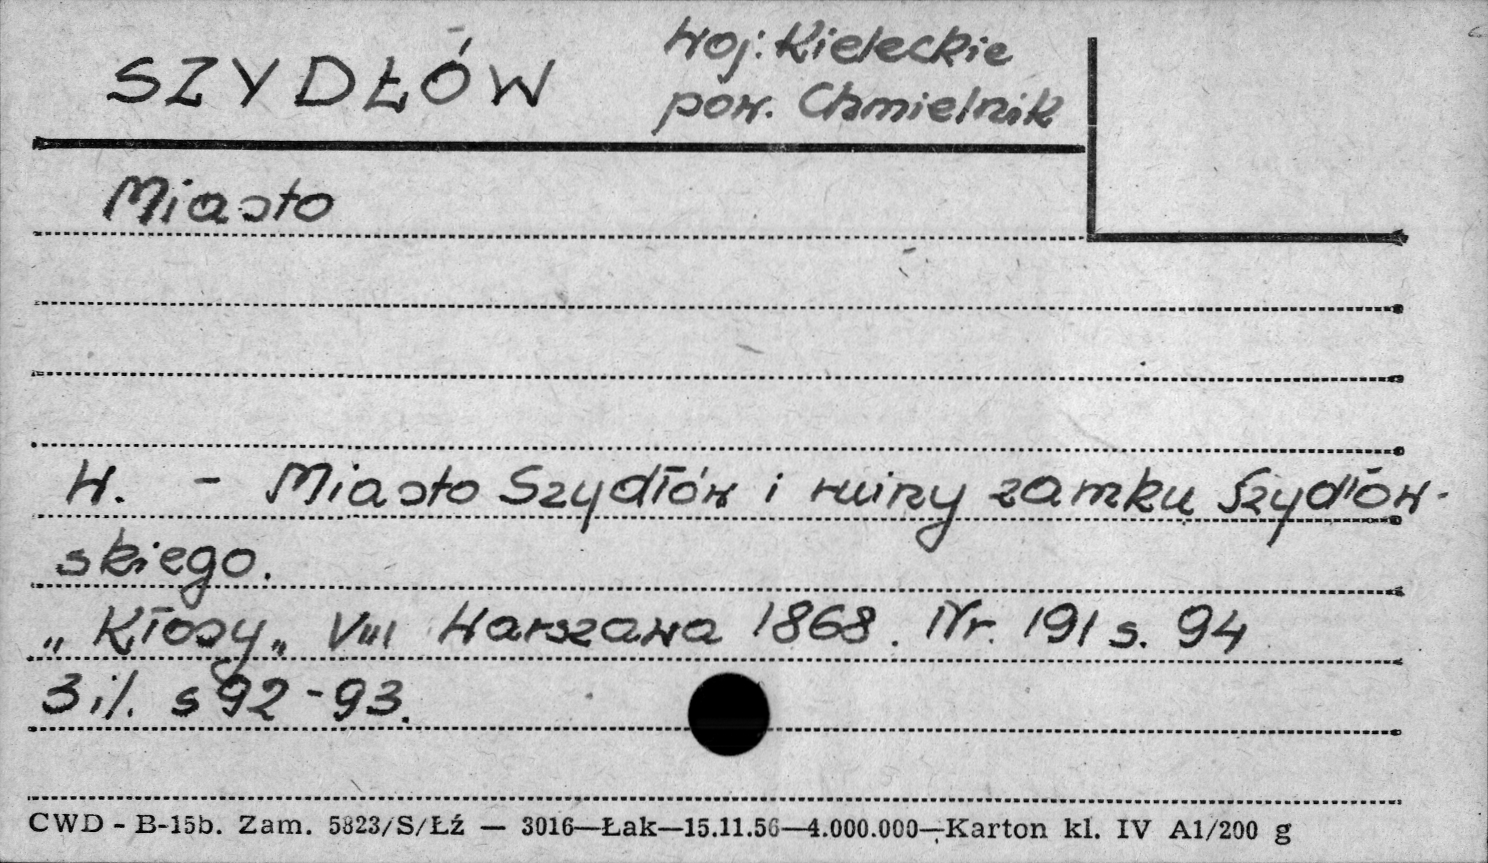 SZYDŁÓW
woj: Kieleckie
pow. Chmielnik
Miasto
W. - Miasto Szydłów i ruiny zamku Szydłow-
skiego.
„Kłosy„ VIII Warszawa 1868. Nr. 191 s. 94
3 il. s 92-93.
CWD - B-15b. Zam. 5823/S/Łź — 3016—Łak—15.11.56—4.000.000—Karton kl. IV A1/200 g